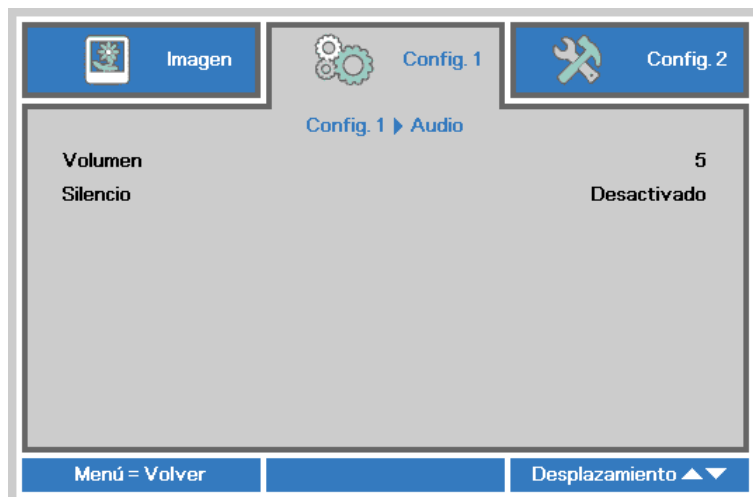 Imagen
Config. 1
Config. 2
Config. 1 ▶ Audio
Volumen 5
Silencio Desactivado
Menú = Volver
Desplazamiento ▲▼